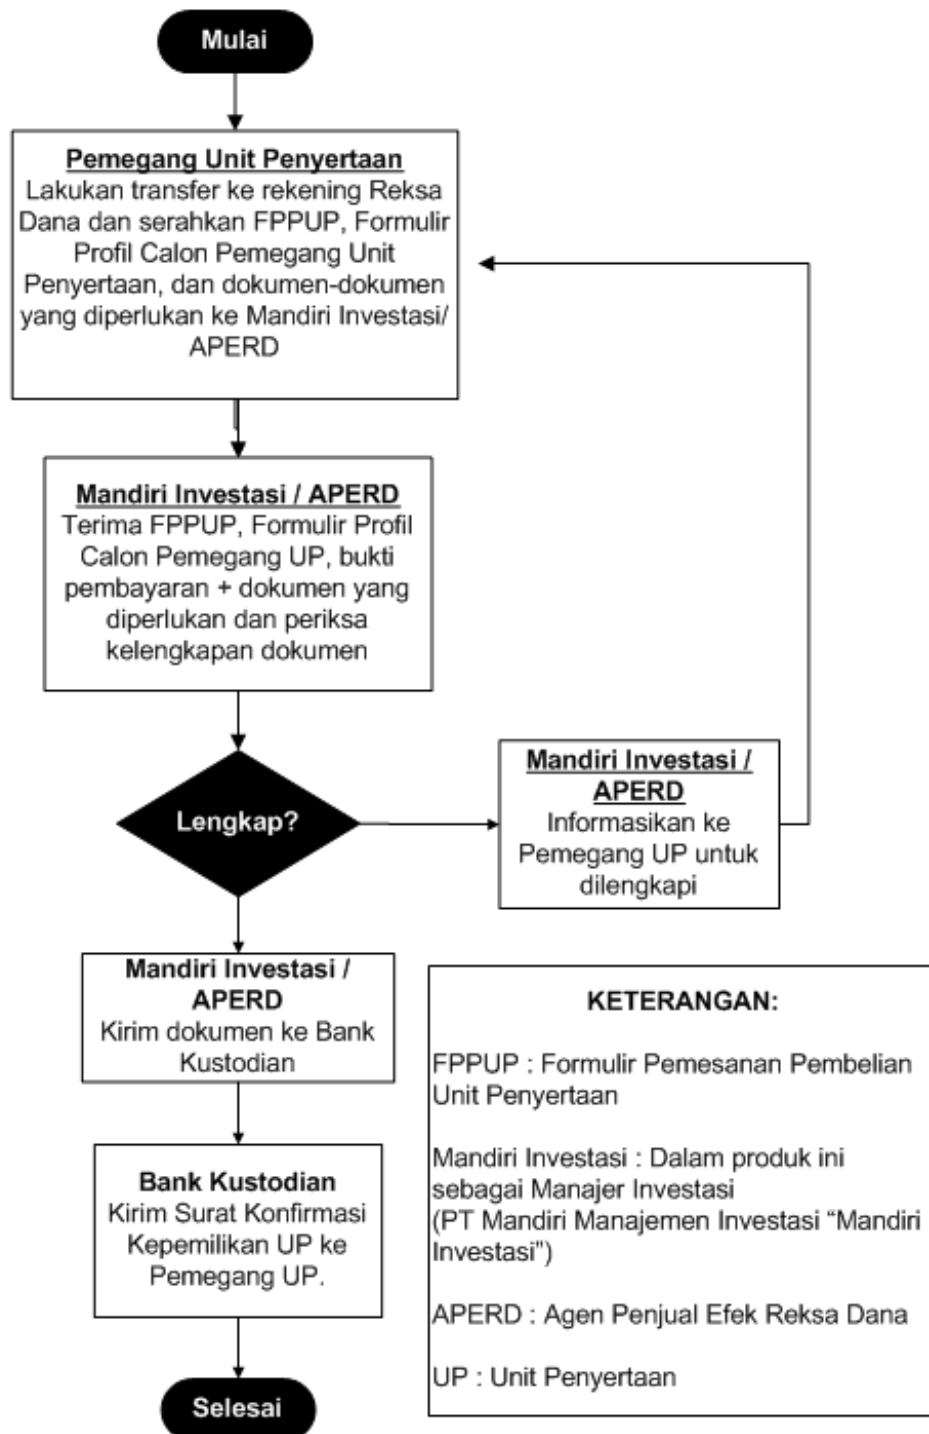 Mulai
Pemegang Unit Penyertaan
Lakukan transfer ke rekening Reksa
Dana dan serahkan FPPUP, Formulir
Profil Calon Pemegang Unit
Penyertaan, dan dokumen-dokumen
yang diperlukan ke Mandiri Investasi/
APERD
Mandiri Investasi / APERD
Terima FPPUP, Formulir Profil
Calon Pemegang UP, bukti
pembayaran + dokumen yang
diperlukan dan periksa
kelengkapan dokumen
Lengkap?
Mandiri Investasi /
APERD
Informasikan ke
Pemegang UP untuk
dilengkapi
Mandiri Investasi /
APERD
Kirim dokumen ke Bank
Kustodian
Bank Kustodian
Kirim Surat Konfirmasi
Kepemilikan UP ke
Pemegang UP.
Selesai
KETERANGAN:
FPPUP : Formulir Pemesanan Pembelian
Unit Penyertaan
Mandiri Investasi : Dalam produk ini
sebagai Manajer Investasi
(PT Mandiri Manajemen Investasi “Mandiri
Investasi”)
APERD : Agen Penjual Efek Reksa Dana
UP : Unit Penyertaan